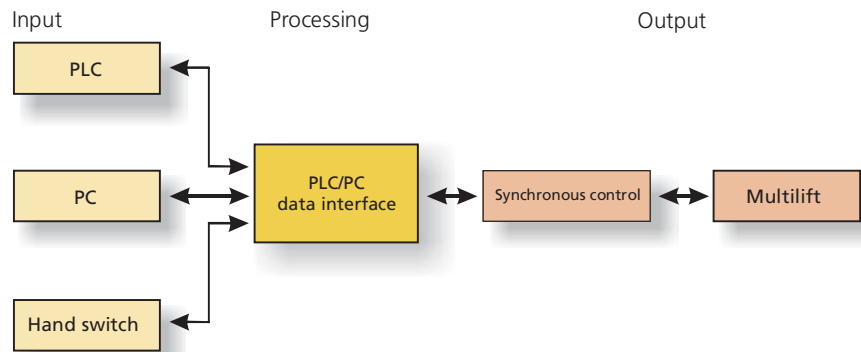 Input
Processing
Output
PLC
PC
Hand switch
PLC/PC
data interface
Synchronous control
Multilift